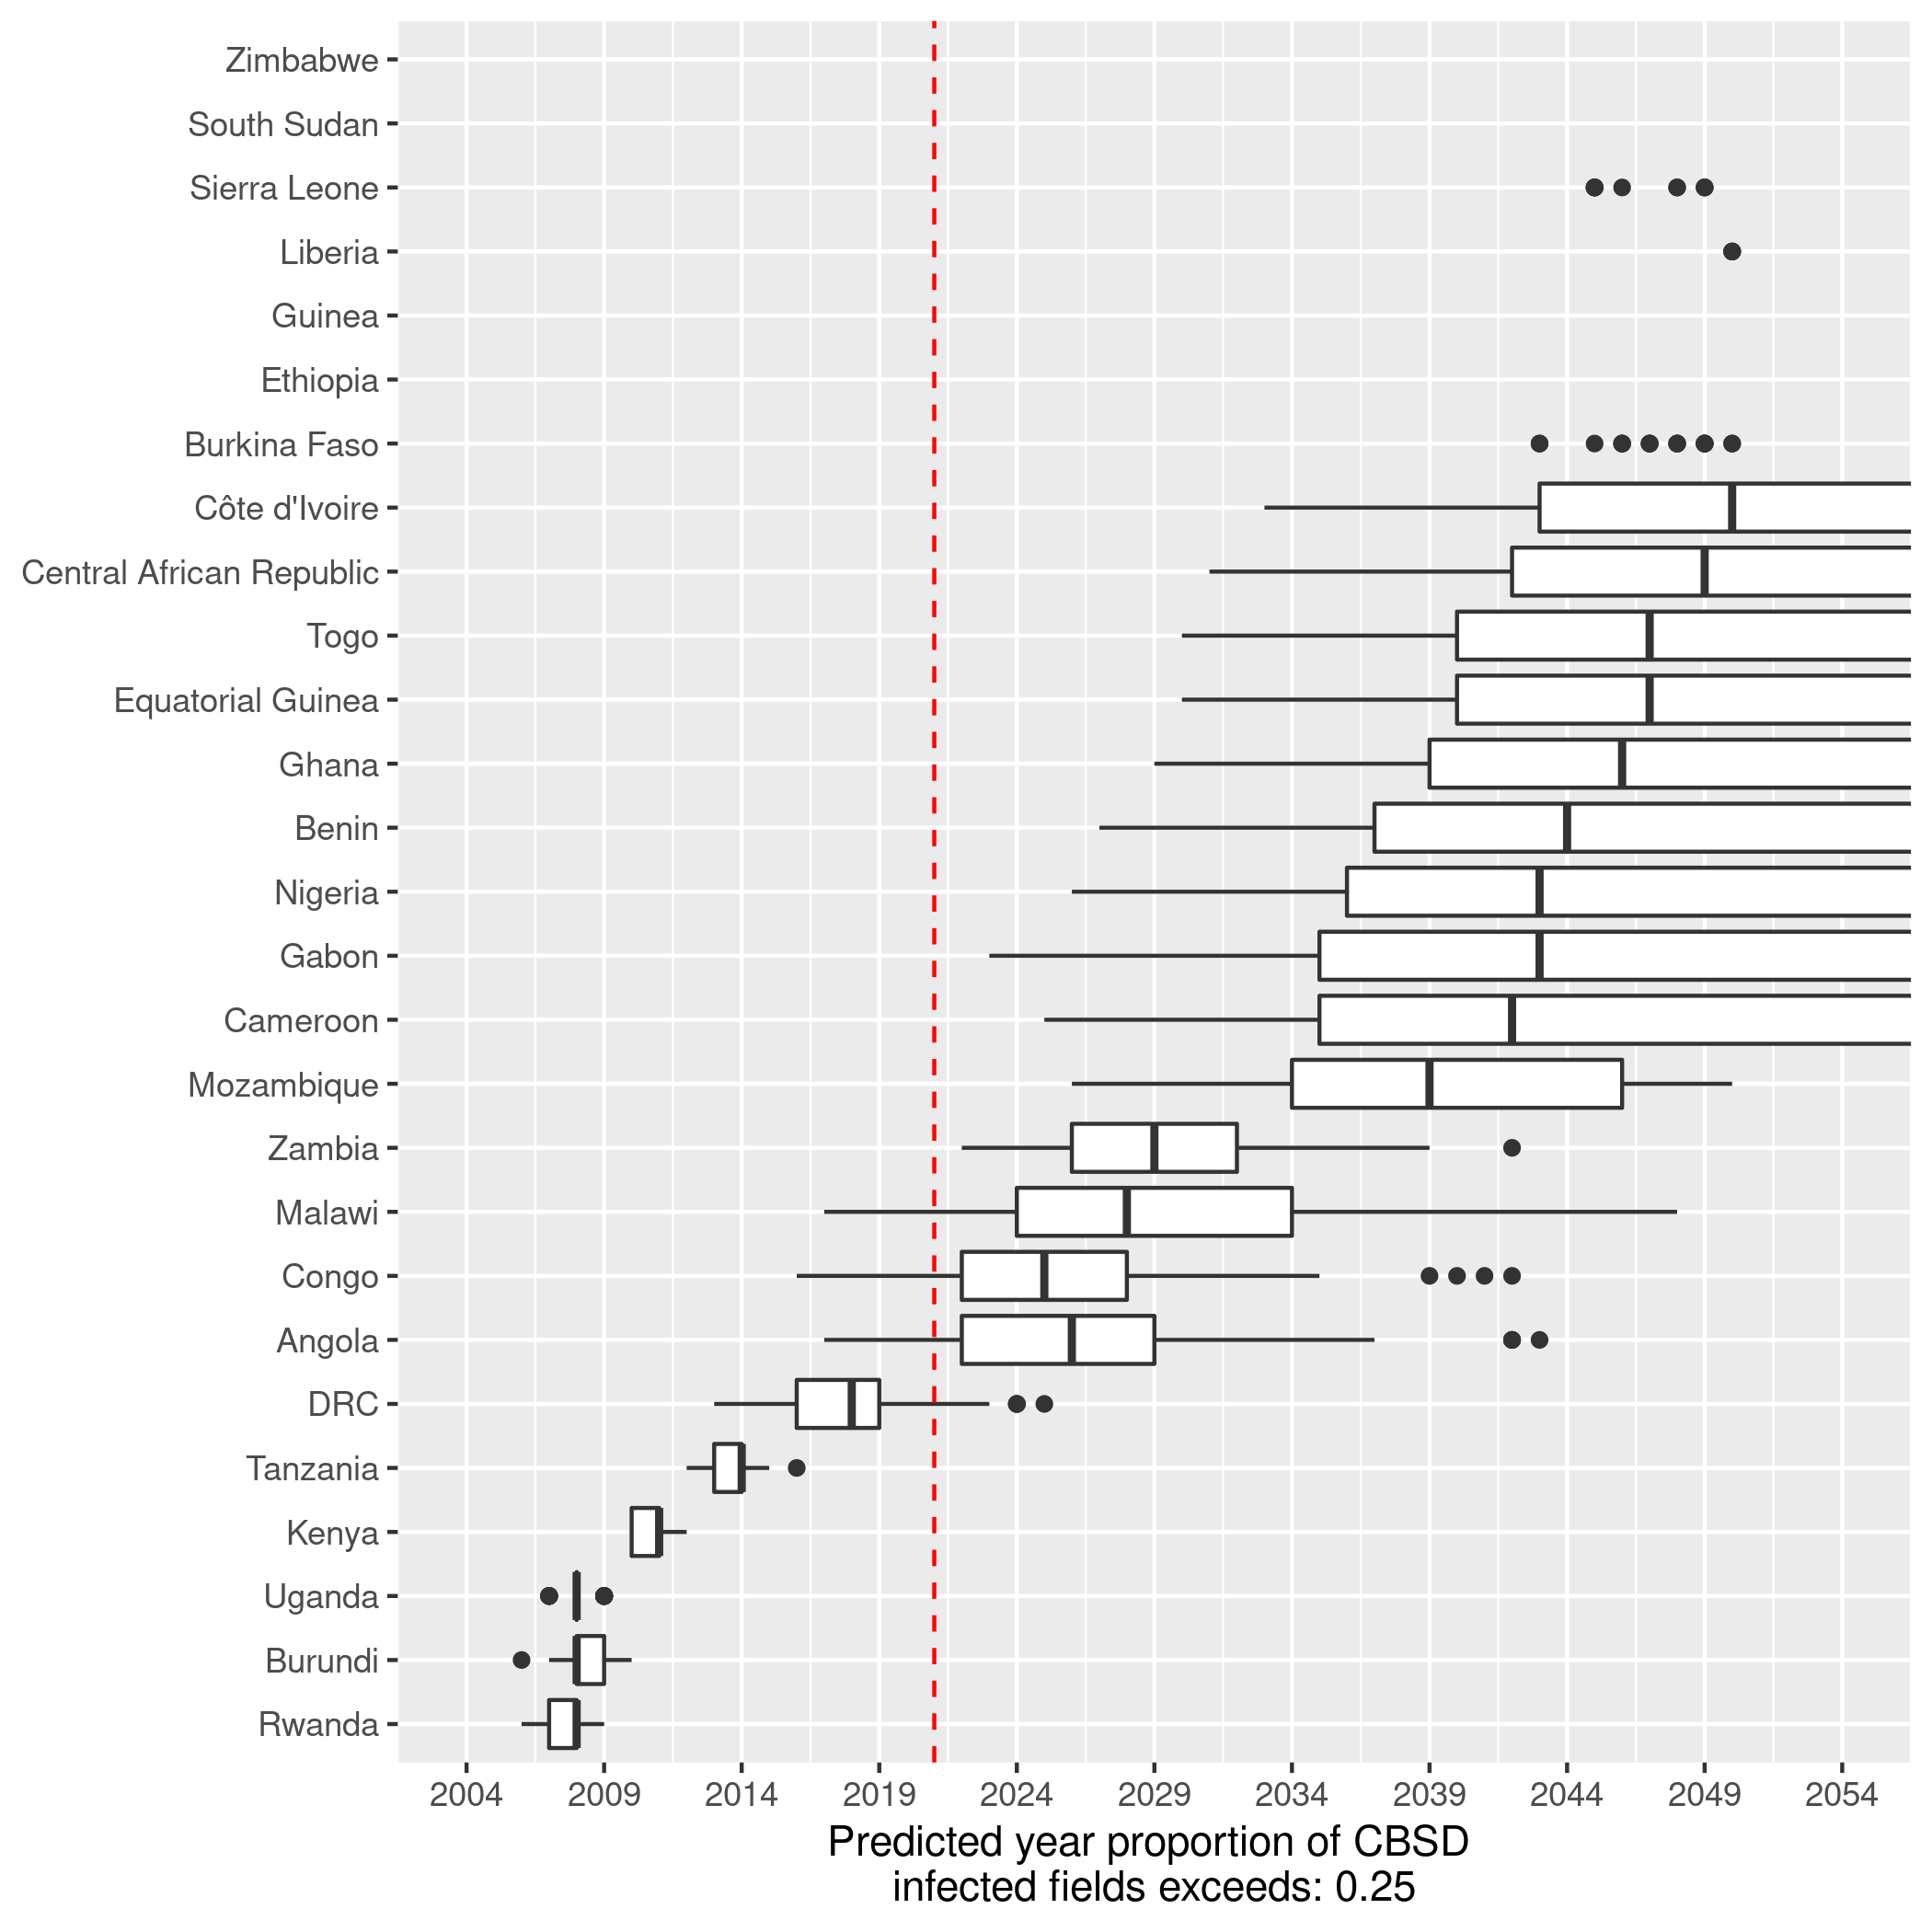 Zimbabwe
South Sudan
Sierra Leone
Liberia
Guinea
Ethiopia
Burkina Faso
Côte d'Ivoire
Central African Republic
Togo
Equatorial Guinea
Ghana
Benin
Nigeria
Gabon
Cameroon
Mozambique
Zambia
Malawi
Congo
Angola
DRC
Tanzania
Kenya
Uganda
Burundi
Rwanda
2004 2009 2014 2019 2024 2029 2034 2039 2044 2049 2054
Predicted year proportion of CBSD
infected fields exceeds: 0.25